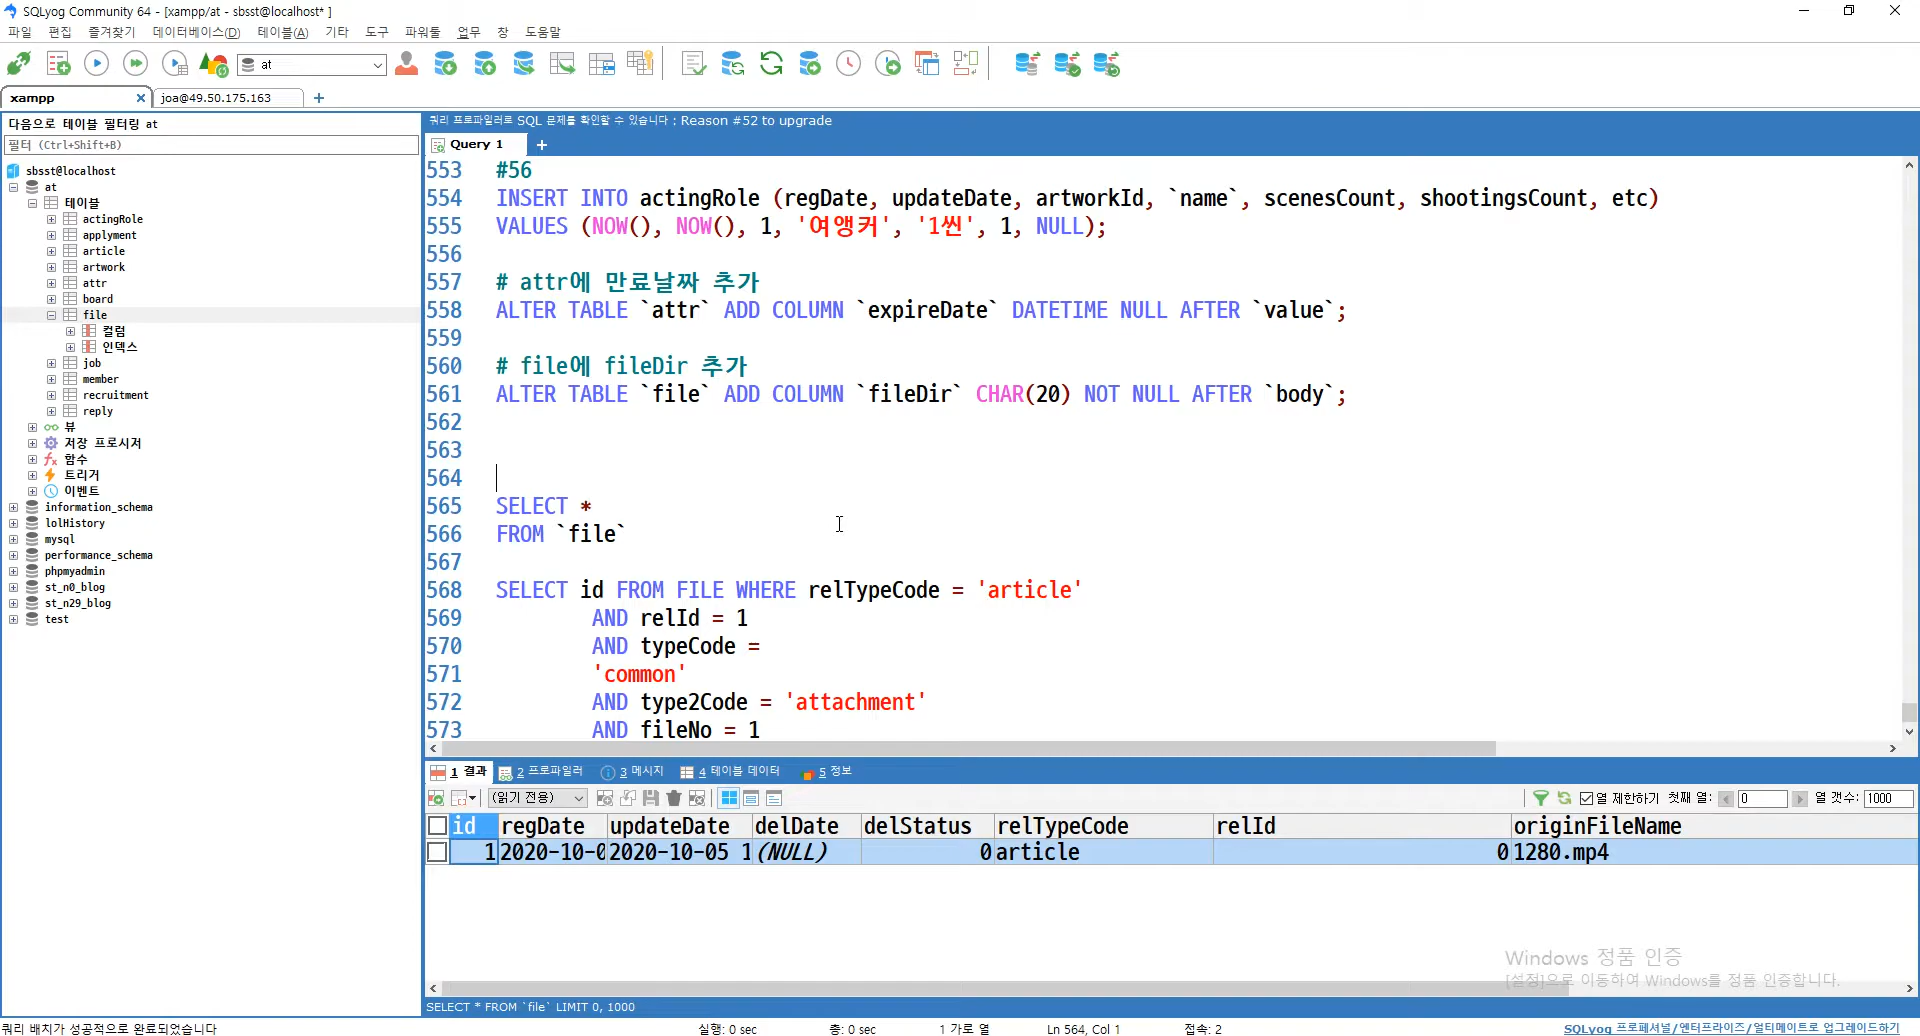 SQLyog Community 64 - [xampp/at - sbsst@localhost* ]
파일 편집 즐겨찾기 데이터베이스(D) 테이블(A) 기타 도구 파워툴 업무 창 도움말
at
xampp joa@49.50.175.163
다음으로 테이블 필터링 at
필터 (Ctrl+Shift+B)
sbsst@localhost
at
테이블
actingRole
applyment
article
artwork
attr
board
file
컬럼
인덱스
job
member
recruitment
reply
뷰
저장 프로시저
함수
트리거
이벤트
information_schema
lolHistory
mysql
performance_schema
phpmyadmin
st_n0_blog
st_n29_blog
test
쿼리 프로파일러로 SQL 문제를 확인할 수 있습니다 : Reason #52 to upgrade
Query 1
553 #56
554 INSERT INTO actingRole (regDate, updateDate, artworkId, `name`, scenesCount, shootingsCount, etc)
555 VALUES (NOW(), NOW(), 1, '여앵커', '1씬', 1, NULL);
556
557 # attr에 만료날짜 추가
558 ALTER TABLE `attr` ADD COLUMN `expireDate` DATETIME NULL AFTER `value`;
559
560 # file에 fileDir 추가
561 ALTER TABLE `file` ADD COLUMN `fileDir` CHAR(20) NOT NULL AFTER `body`;
562
563
564
565 SELECT *
566 FROM `file`
567
568 SELECT id FROM FILE WHERE relTypeCode = 'article'
569 AND relId = 1
570 AND typeCode =
571 'common'
572 AND type2Code = 'attachment'
573 AND fileNo = 1
1 결과 2 프로파일러 3 메시지 4 테이블 데이터 5 정보
(읽기 전용) 열 제한하기 첫째 열: 0 열 갯수: 1000
id regDate updateDate delDate delStatus relTypeCode relId originFileName
1 2020-10-0 2020-10-05 1 (NULL) 0 article 0 1280.mp4
Windows 정품 인증
[설정]으로 이동하여 Windows를 정품 인증합니다.
SELECT * FROM `file` LIMIT 0, 1000
쿼리 배치가 성공적으로 완료되었습니다 실행: 0 sec 총: 0 sec 1 가로 열 Ln 564, Col 1 접속: 2 SQLyog 프로페셔널/엔터프라이즈/얼티메이트로 업그레이드하기